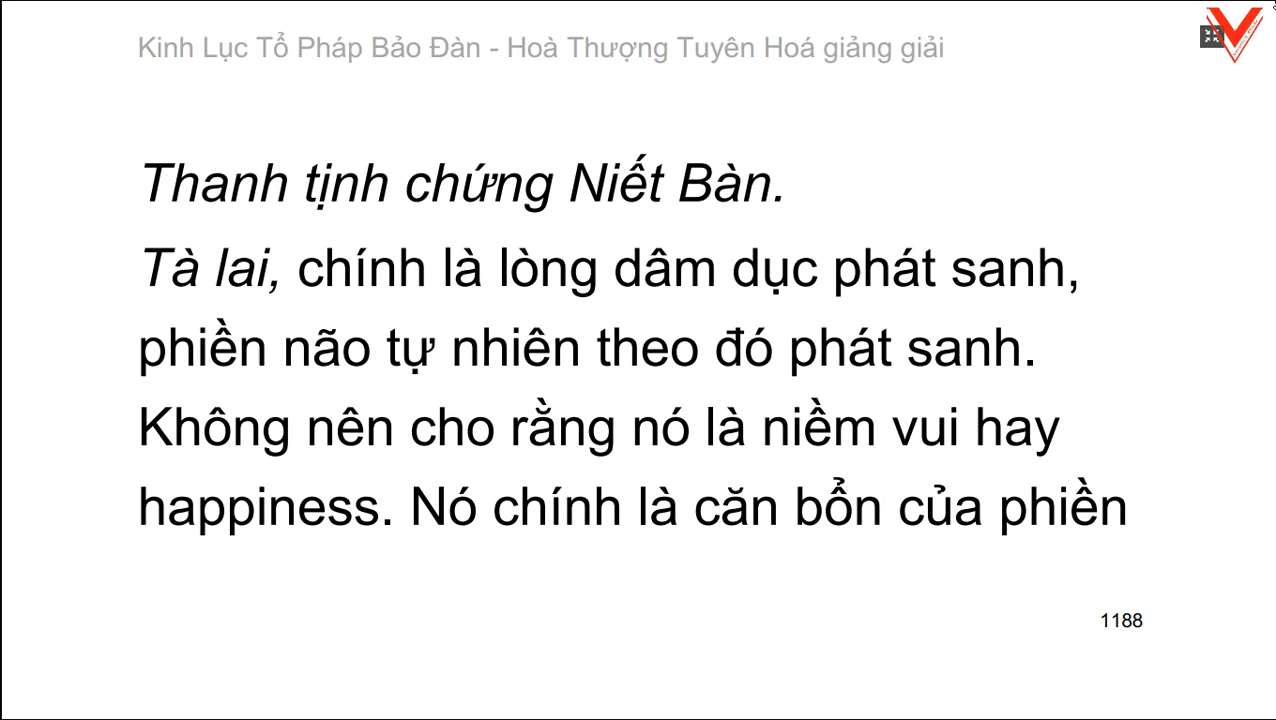 Kinh Lục Tổ Pháp Bảo Đàn - Hoà Thượng Tuyên Hoá giảng giải
Thanh tịnh chứng Niết Bàn.
Tà lai, chính là lòng dâm dục phát sanh,
phiền não tự nhiên theo đó phát sanh.
Không nên cho rằng nó là niềm vui hay
happiness. Nó chính là căn bổn của phiền
1188